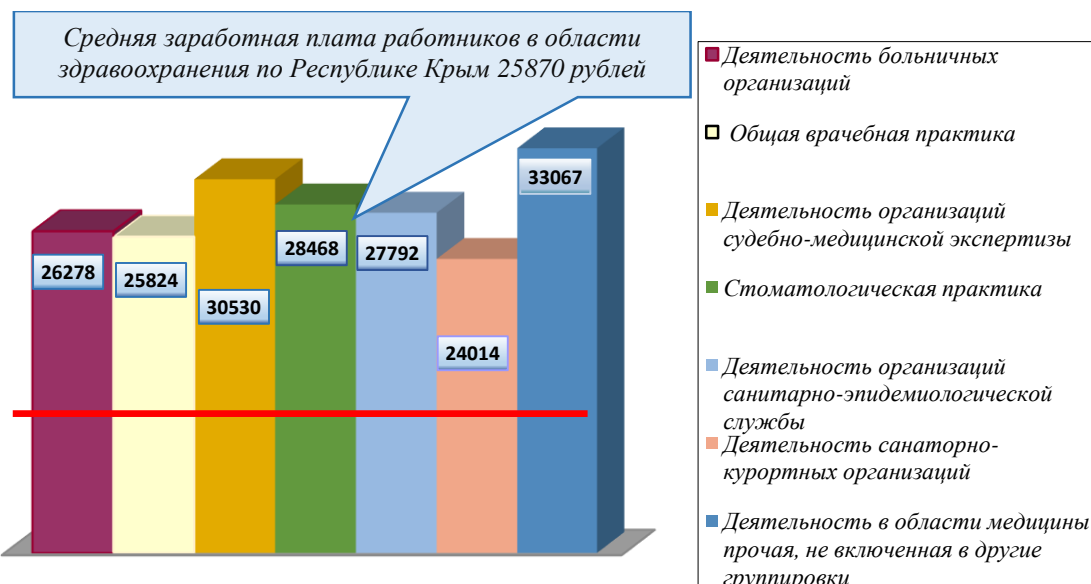 Средняя заработная плата работников в области
здравоохранения по Республике Крым 25870 рублей
26278
25824
30530
28468
27792
24014
33067
Деятельность больничных
организаций
Общая врачебная практика
Деятельность организаций
судебно-медицинской экспертизы
Стоматологическая практика
Деятельность организаций
санитарно-эпидемиологической
службы
Деятельность санаторно-
курортных организаций
Деятельность в области медицины
прочая, не включенная в другие
группировки